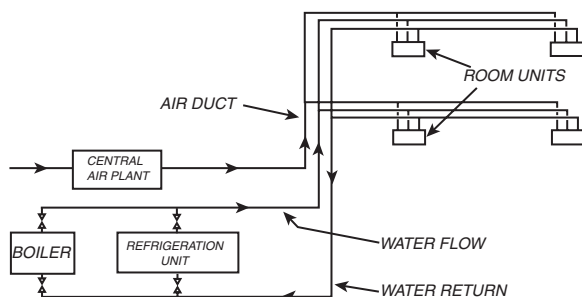 ROOM UNITS
AIR DUCT
CENTRAL
AIR PLANT
BOILER
REFRIGERATION
UNIT
WATER FLOW
WATER RETURN